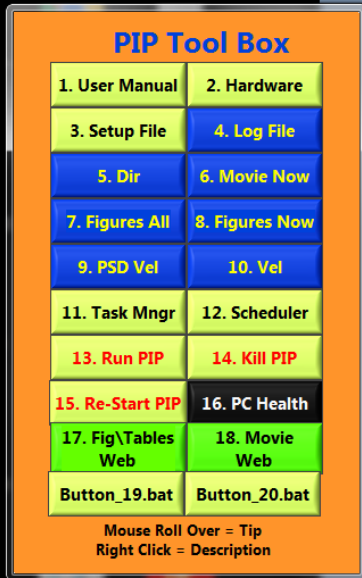 PIP Tool Box
1. User Manual
2. Hardware
3. Setup File
4. Log File
5. Dir
6. Movie Now
7. Figures All
8. Figures Now
9. PSD Vel
10. Vel
11. Task Mngr
12. Scheduler
13. Run PIP
14. Kill PIP
15. Re-Start PIP
16. PC Health
17. Fig\Tables
Web
18. Movie
Web
Button_19.bat
Button_20.bat
Mouse Roll Over = Tip
Right Click = Description